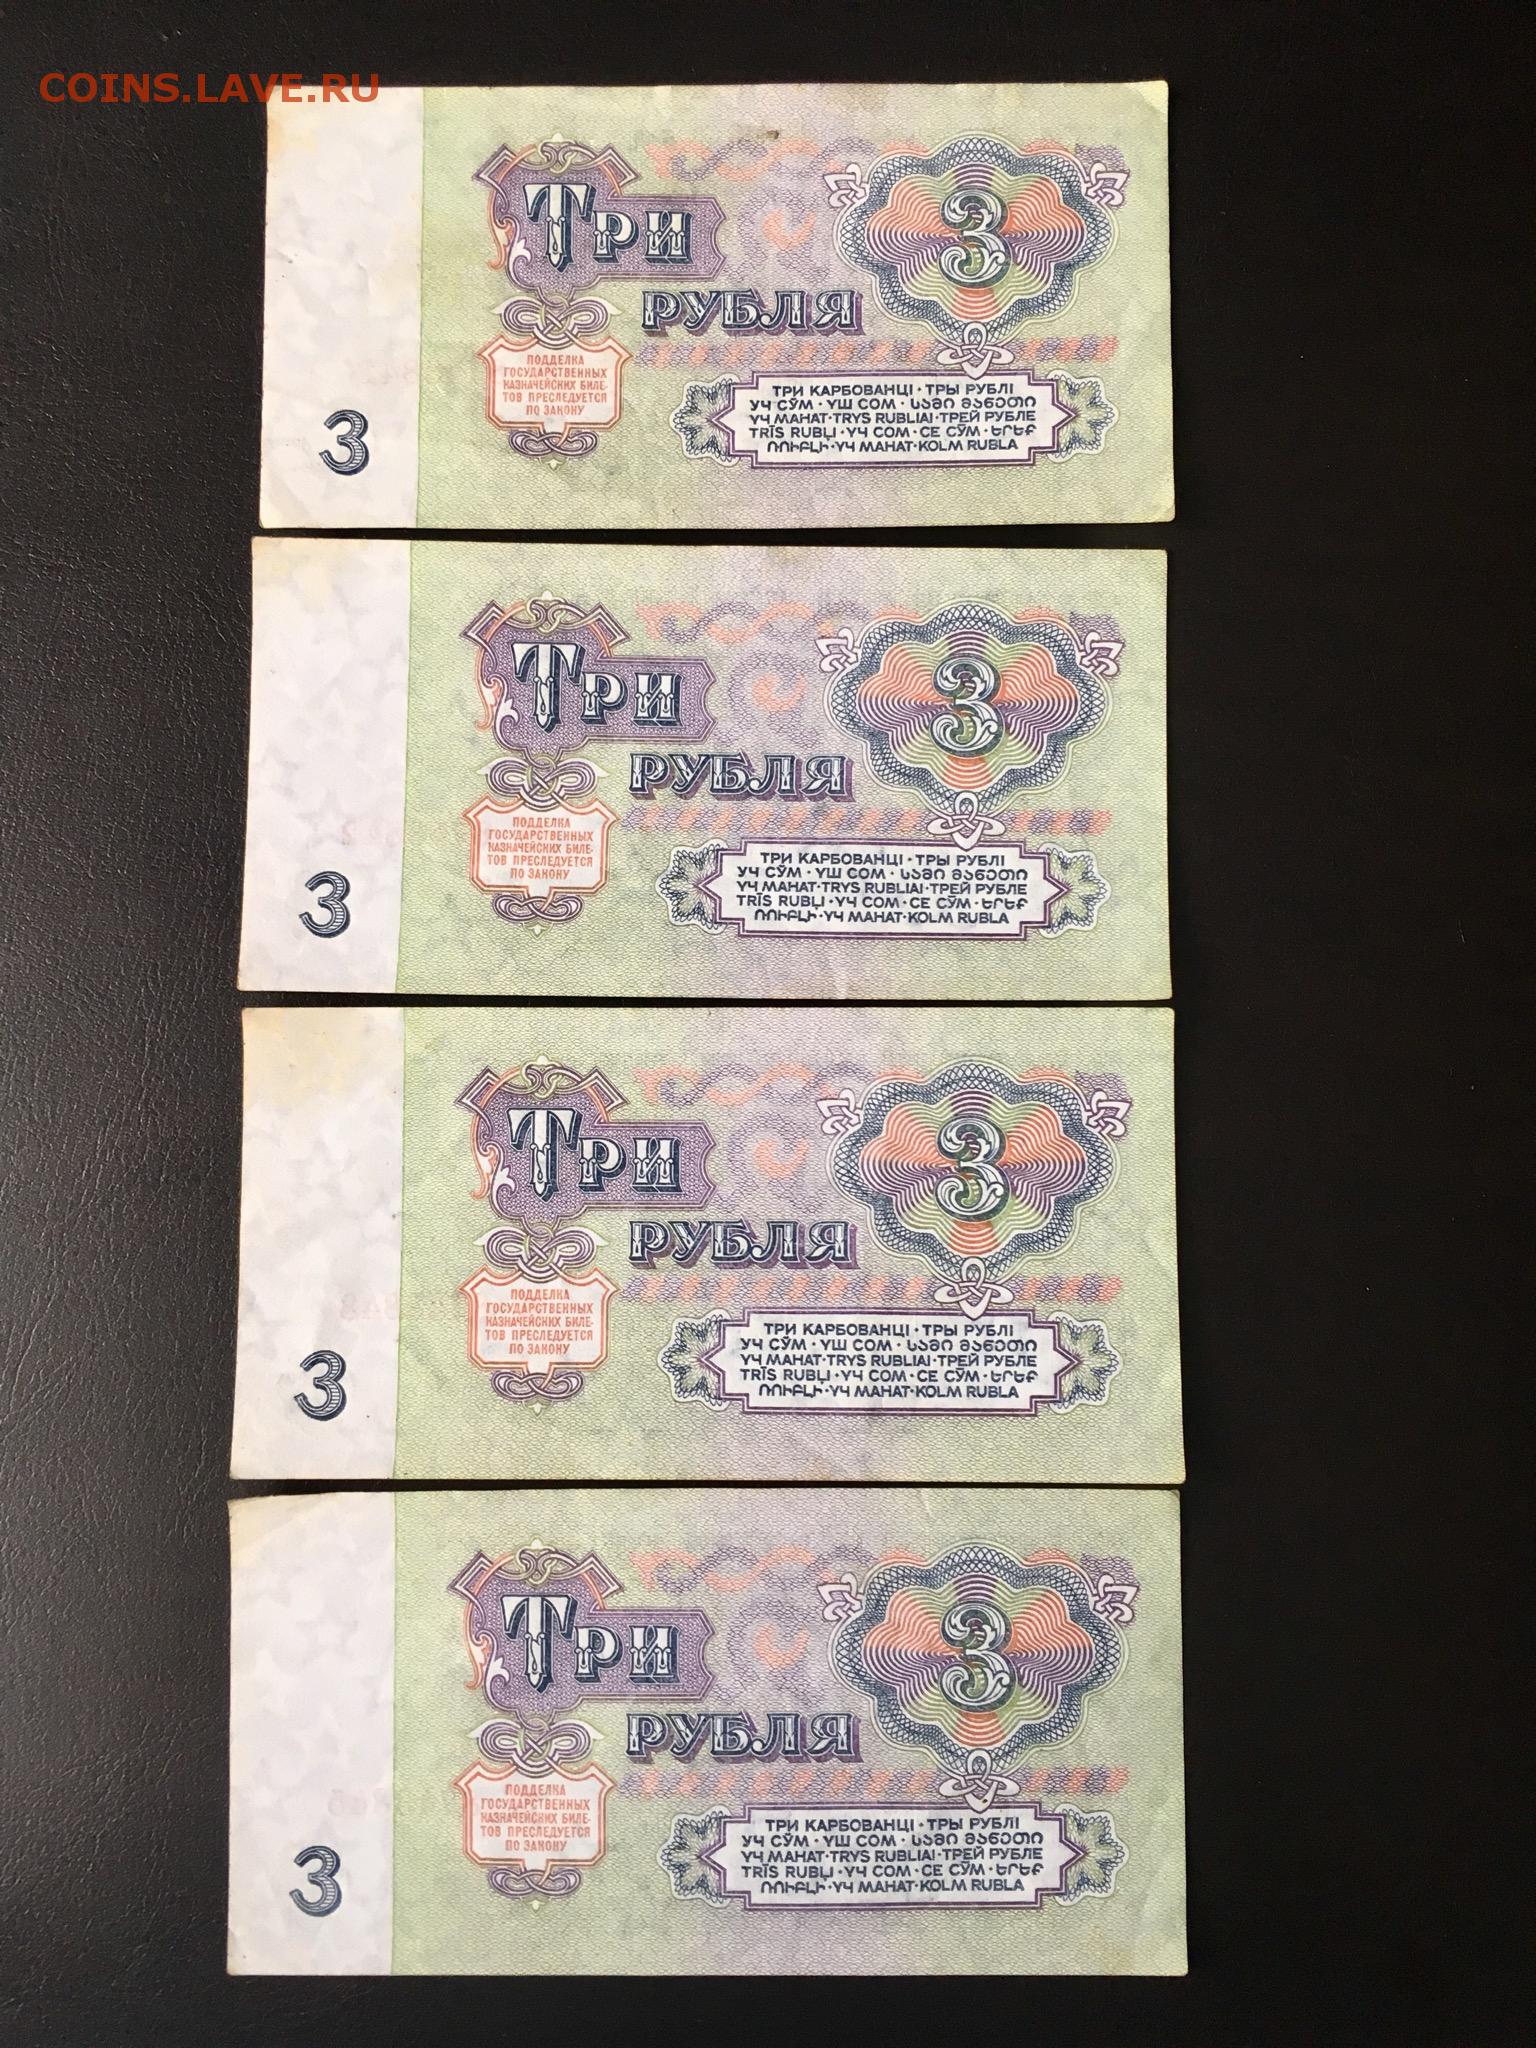 COINS.LAVE.RU
ТРИ
РУБЛЯ
3
ПОДДЕЛКА
ГОСУДАРСТВЕННЫХ
КАЗНАЧЕЙСКИХ БИЛЕ-
ТОВ ПРЕСЛЕДУЕТСЯ
ПО ЗАКОНУ
ТРИ КАРБОВАНЦІ · ТРЫ РУБЛІ
УЧ СЎМ · ҮШ СОМ · ᲡᲐᲛᲘ ᲛᲐᲜᲔᲗᲘ
ҮЧ МАНАТ · TRYS RUBLIAI · ТРЕЙ РУБЛЕ
TRĪS RUBĻI · ҮЧ СОМ · СЕ СӮМ · ԵՐԵՔ
ՌՈՒԲԼԻ · ҮЧ МАНАТ · KOLM RUBLA
3
ТРИ
РУБЛЯ
3
ПОДДЕЛКА
ГОСУДАРСТВЕННЫХ
КАЗНАЧЕЙСКИХ БИЛЕ-
ТОВ ПРЕСЛЕДУЕТСЯ
ПО ЗАКОНУ
ТРИ КАРБОВАНЦІ · ТРЫ РУБЛІ
УЧ СЎМ · ҮШ СОМ · ᲡᲐᲛᲘ ᲛᲐᲜᲔᲗᲘ
ҮЧ МАНАТ · TRYS RUBLIAI · ТРЕЙ РУБЛЕ
TRĪS RUBĻI · ҮЧ СОМ · СЕ СӮМ · ԵՐԵՔ
ՌՈՒԲԼԻ · ҮЧ МАНАТ · KOLM RUBLA
3
ТРИ
РУБЛЯ
3
ПОДДЕЛКА
ГОСУДАРСТВЕННЫХ
КАЗНАЧЕЙСКИХ БИЛЕ-
ТОВ ПРЕСЛЕДУЕТСЯ
ПО ЗАКОНУ
ТРИ КАРБОВАНЦІ · ТРЫ РУБЛІ
УЧ СЎМ · ҮШ СОМ · ᲡᲐᲛᲘ ᲛᲐᲜᲔᲗᲘ
ҮЧ МАНАТ · TRYS RUBLIAI · ТРЕЙ РУБЛЕ
TRĪS RUBĻI · ҮЧ СОМ · СЕ СӮМ · ԵՐԵՔ
ՌՈՒԲԼԻ · ҮЧ МАНАТ · KOLM RUBLA
3
ТРИ
РУБЛЯ
3
ПОДДЕЛКА
ГОСУДАРСТВЕННЫХ
КАЗНАЧЕЙСКИХ БИЛЕ-
ТОВ ПРЕСЛЕДУЕТСЯ
ПО ЗАКОНУ
ТРИ КАРБОВАНЦІ · ТРЫ РУБЛІ
УЧ СЎМ · ҮШ СОМ · ᲡᲐᲛᲘ ᲛᲐᲜᲔᲗᲘ
ҮЧ МАНАТ · TRYS RUBLIAI · ТРЕЙ РУБЛЕ
TRĪS RUBĻI · ҮЧ СОМ · СЕ СӮМ · ԵՐԵՔ
ՌՈՒԲԼԻ · ҮЧ МАНАТ · KOLM RUBLA
3